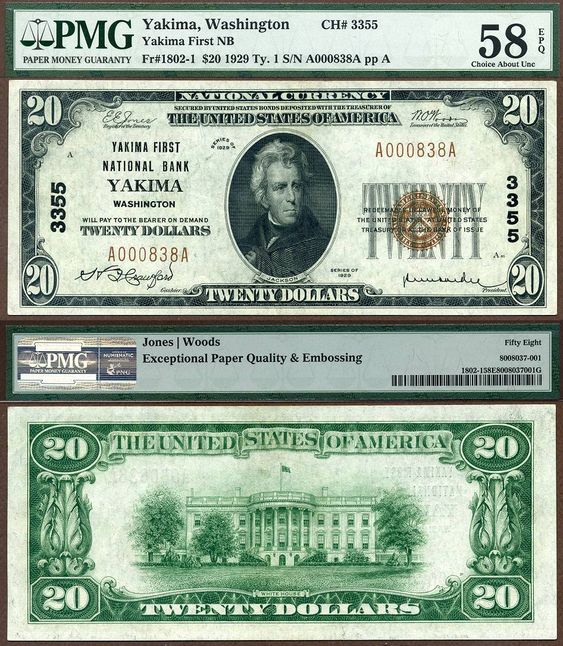 PMG
PAPER MONEY GUARANTY
Yakima, Washington CH# 3355
Yakima First NB
Fr#1802-1 $20 1929 Ty. 1 S/N A000838A pp A
58 EPQ
Choice About Unc
20 NATIONAL CURRENCY 20
SECURED BY UNITED STATES BONDS DEPOSITED WITH THE TREASURER OF
THE UNITED STATES OF AMERICA
E.E. Jones
Register of the Treasury
Treasurer of the United States
A
YAKIMA FIRST
NATIONAL BANK
YAKIMA
WASHINGTON
SERIES OF
1929
A000838A
3355
3355
WILL PAY TO THE BEARER ON DEMAND
TWENTY DOLLARS
A000838A
TWENTY
REDEEMABLE IN LAWFUL MONEY OF
THE UNITED STATES AT UNITED STATES
TREASURY OR AT THE BANK OF ISSUE
A
Crawford
Cashier
JACKSON
SERIES OF
1929
President
20 TWENTY DOLLARS 20
PMG
PAPER MONEY GUARANTY
NUMISMATIC
PNG
Jones | Woods
Exceptional Paper Quality & Embossing
Fifty Eight
8008037-001
1802-158E8008037001G
20 THE UNITED STATES OF AMERICA 20
WHITE HOUSE
20 TWENTY DOLLARS 20